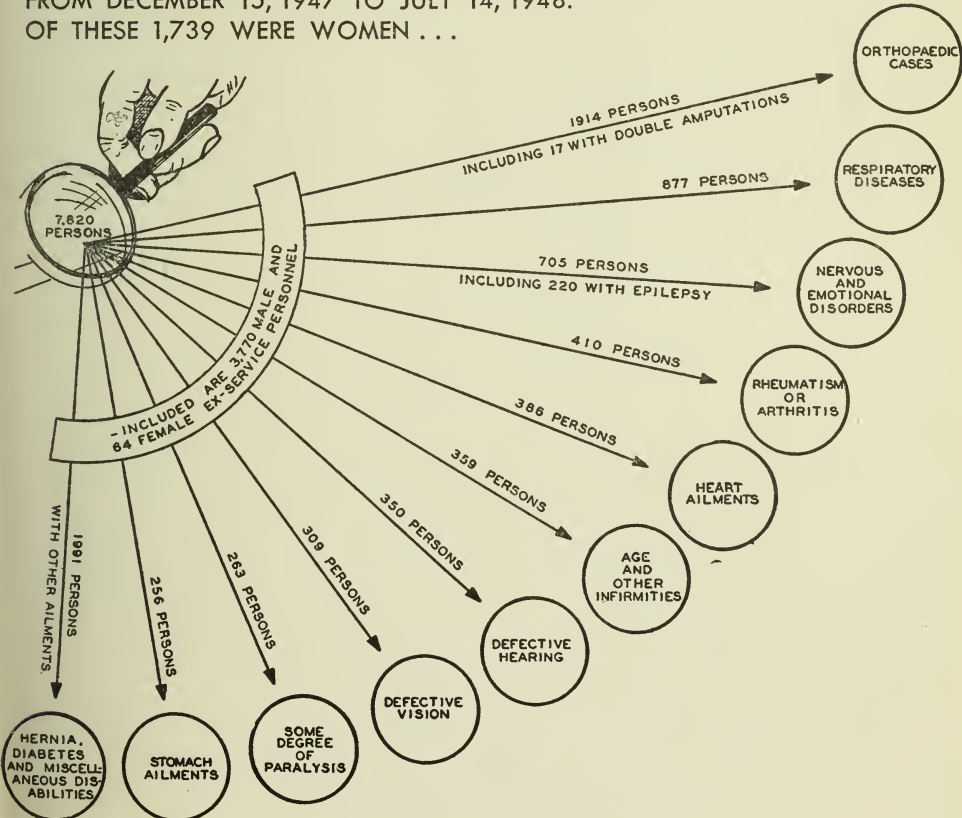 FROM DECEMBER 15, 1947 TO JULY 14, 1948.
OF THESE 1,739 WERE WOMEN . . .
7,820
PERSONS
- INCLUDED ARE 3,770 MALE AND
64 FEMALE EX-SERVICE PERSONNEL
1914 PERSONS
INCLUDING 17 WITH DOUBLE AMPUTATIONS
ORTHOPAEDIC
CASES
877 PERSONS
RESPIRATORY
DISEASES
705 PERSONS
INCLUDING 220 WITH EPILEPSY
NERVOUS
AND
EMOTIONAL
DISORDERS
410 PERSONS
RHEUMATISM
OR
ARTHRITIS
386 PERSONS
HEART
AILMENTS
359 PERSONS
AGE
AND
OTHER
INFIRMITIES
350 PERSONS
DEFECTIVE
HEARING
309 PERSONS
DEFECTIVE
VISION
263 PERSONS
SOME
DEGREE
OF
PARALYSIS
256 PERSONS
STOMACH
AILMENTS
1991 PERSONS
WITH OTHER AILMENTS.
HERNIA,
DIABETES
AND MISCELL-
ANEOUS DIS-
ABILITIES